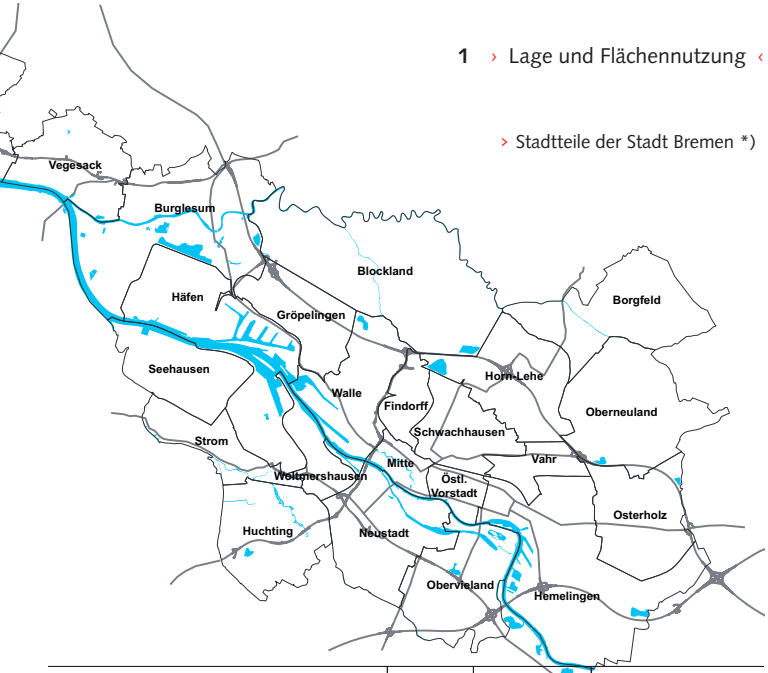 1 › Lage und Flächennutzung ‹
› Stadtteile der Stadt Bremen *)
Vegesack
Burglesum
Blockland
Häfen
Borgfeld
Gröpelingen
Seehausen
Horn-Lehe
Walle
Findorff
Oberneuland
Schwachhausen
Strom
Mitte
Vahr
Woltmershausen
Östl.
Vorstadt
Osterholz
Huchting
Neustadt
Obervieland
Hemelingen